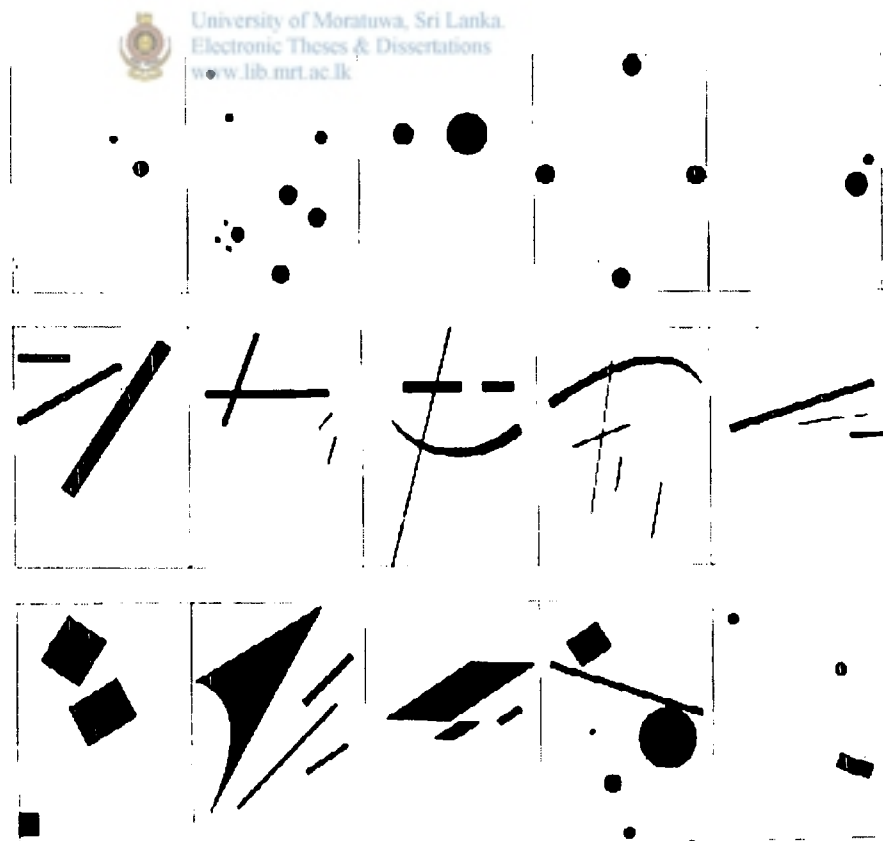 University of Moratuwa, Sri Lanka.
Electronic Theses & Dissertations
www.lib.mrt.ac.lk